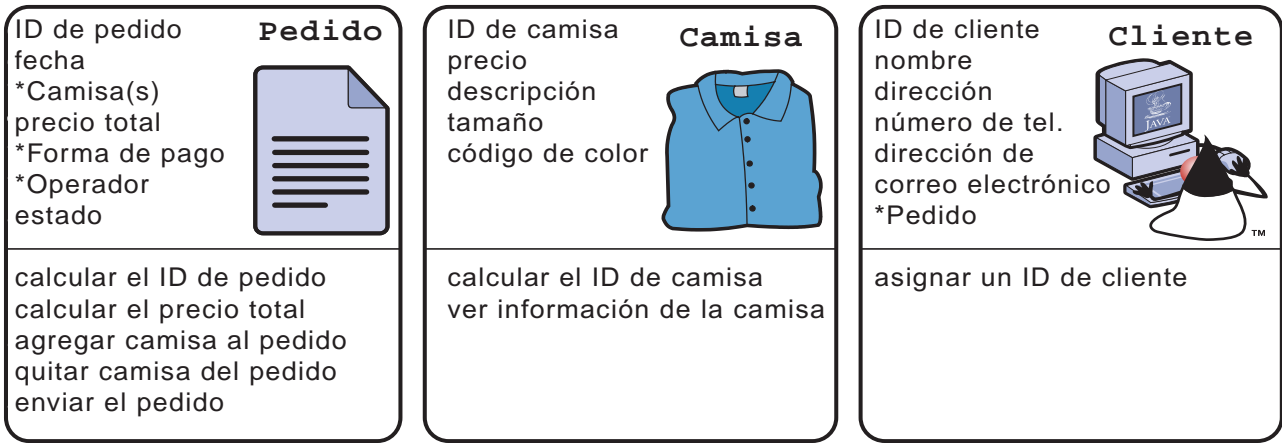 Pedido
ID de pedido
fecha
*Camisa(s)
precio total
*Forma de pago
*Operador
estado
calcular el ID de pedido
calcular el precio total
agregar camisa al pedido
quitar camisa del pedido
enviar el pedido
Camisa
ID de camisa
precio
descripción
tamaño
código de color
calcular el ID de camisa
ver información de la camisa
Cliente
ID de cliente
nombre
dirección
número de tel.
dirección de
correo electrónico
*Pedido
JAVA
TM
asignar un ID de cliente